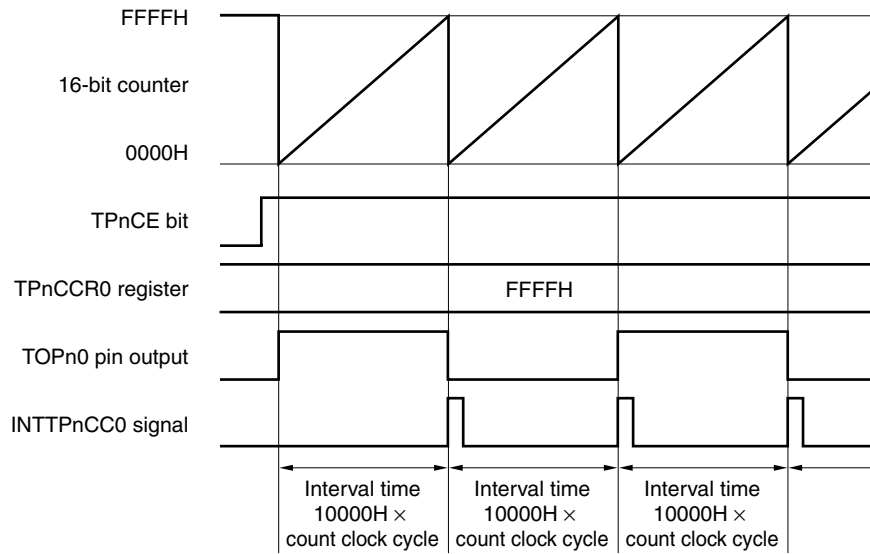 FFFFH
16-bit counter
0000H
TPnCE bit
TPnCCR0 register
FFFFH
TOPn0 pin output
INTTPnCC0 signal
Interval time
10000H ×
count clock cycle
Interval time
10000H ×
count clock cycle
Interval time
10000H ×
count clock cycle